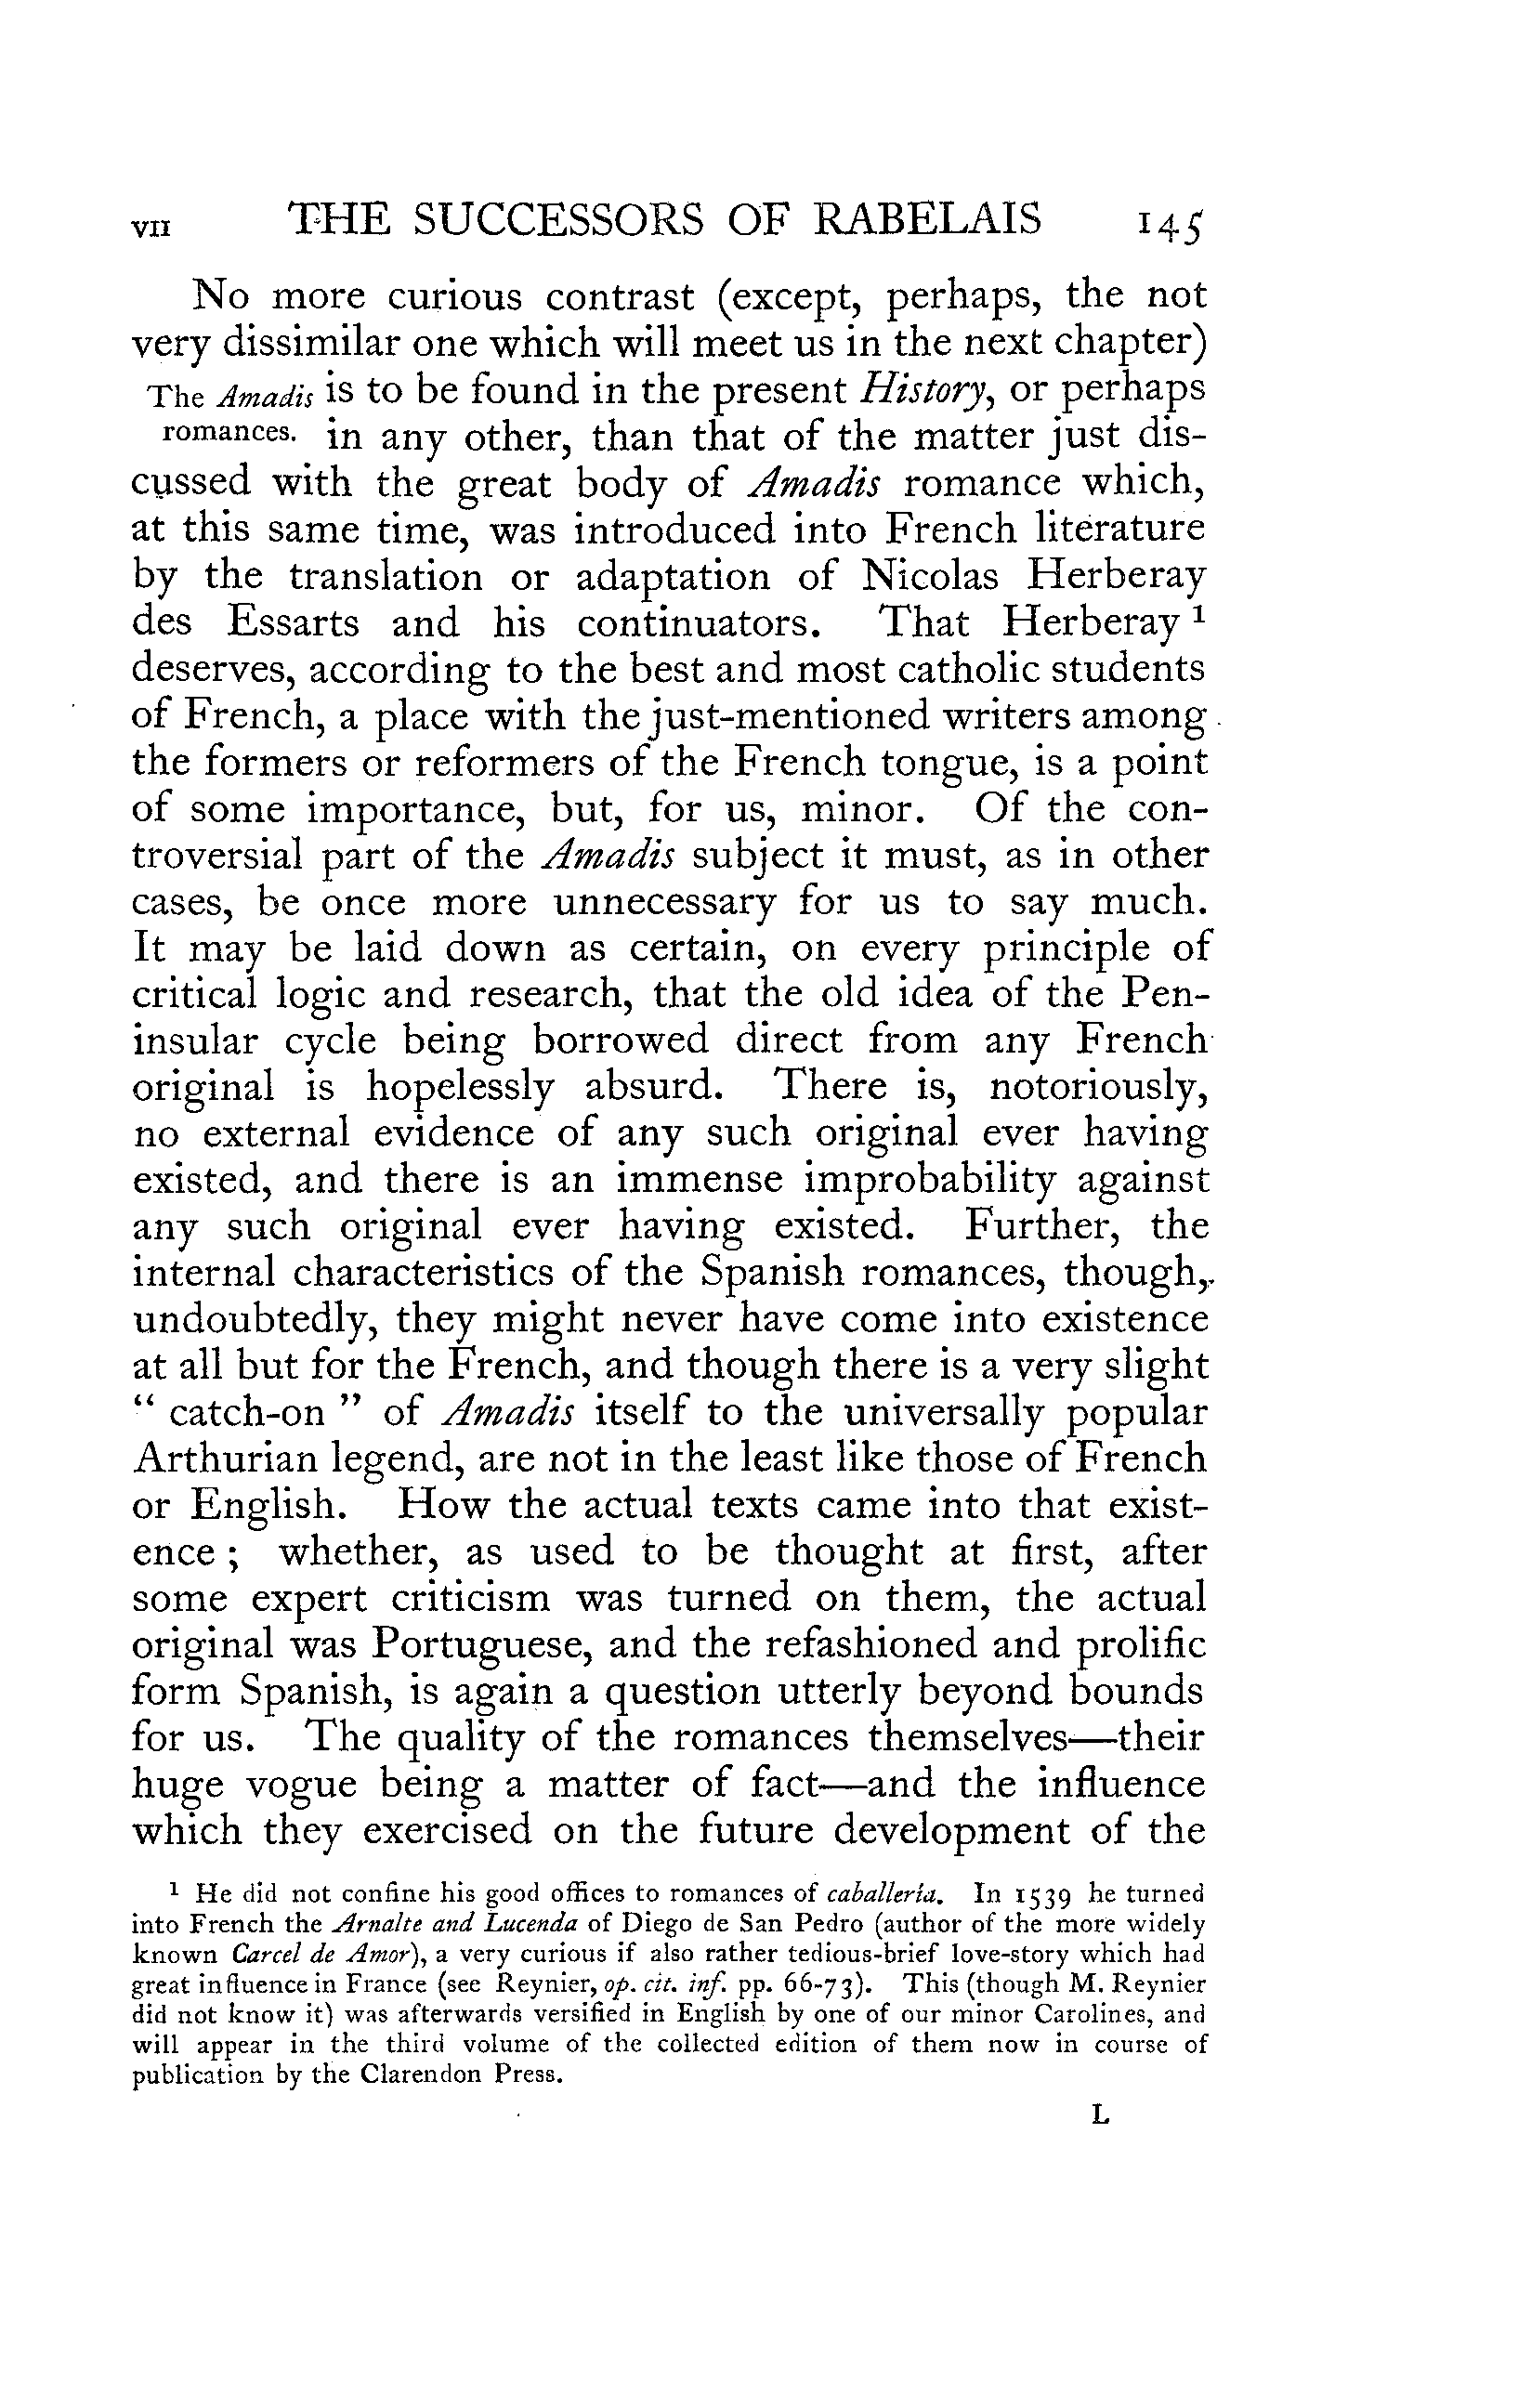 VII THE SUCCESSORS OF RABELAIS 145
No more curious contrast (except, perhaps, the not
very dissimilar one which will meet us in the next chapter)
The Amadis is to be found in the present History, or perhaps
romances. in any other, than that of the matter just dis-
cussed with the great body of Amadis romance which,
at this same time, was introduced into French literature
by the translation or adaptation of Nicolas Herberay
des Essarts and his continuators. That Herberay 1
deserves, according to the best and most catholic students
of French, a place with the just-mentioned writers among
the formers or reformers of the French tongue, is a point
of some importance, but, for us, minor. Of the con-
troversial part of the Amadis subject it must, as in other
cases, be once more unnecessary for us to say much.
It may be laid down as certain, on every principle of
critical logic and research, that the old idea of the Pen-
insular cycle being borrowed direct from any French
original is hopelessly absurd. There is, notoriously,
no external evidence of any such original ever having
existed, and there is an immense improbability against
any such original ever having existed. Further, the
internal characteristics of the Spanish romances, though,
undoubtedly, they might never have come into existence
at all but for the French, and though there is a very slight
“ catch-on ” of Amadis itself to the universally popular
Arthurian legend, are not in the least like those of French
or English. How the actual texts came into that exist-
ence ; whether, as used to be thought at first, after
some expert criticism was turned on them, the actual
original was Portuguese, and the refashioned and prolific
form Spanish, is again a question utterly beyond bounds
for us. The quality of the romances themselves—their
huge vogue being a matter of fact—and the influence
which they exercised on the future development of the
1 He did not confine his good offices to romances of caballería. In 1539 he turned
into French the Arnalte and Lucenda of Diego de San Pedro (author of the more widely
known Carcel de Amor), a very curious if also rather tedious-brief love-story which had
great influence in France (see Reynier, op. cit. inf. pp. 66-73). This (though M. Reynier
did not know it) was afterwards versified in English by one of our minor Carolines, and
will appear in the third volume of the collected edition of them now in course of
publication by the Clarendon Press.
L